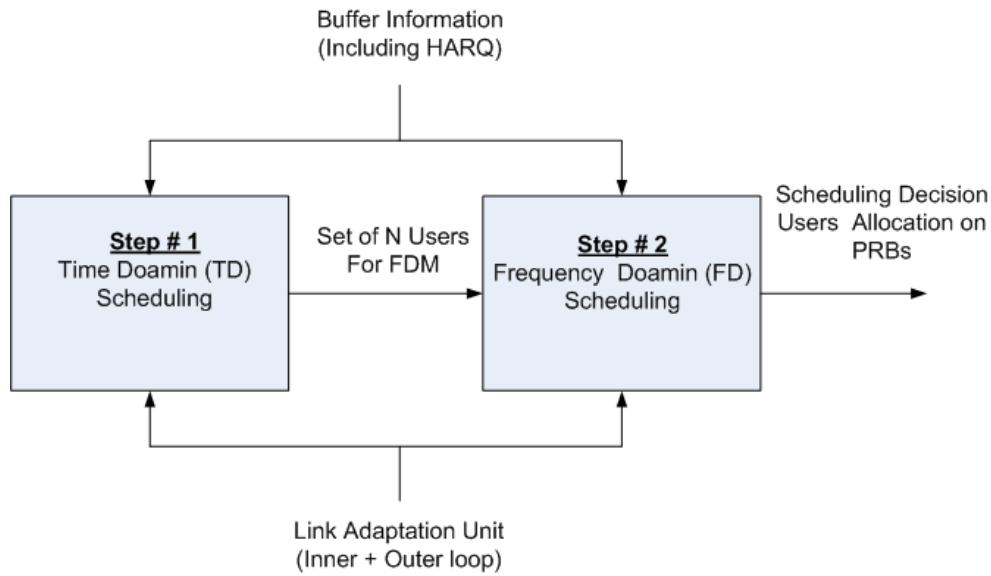 Buffer Information
(Including HARQ)
Step # 1
Time Doamin (TD)
Scheduling
Set of N Users
For FDM
Step # 2
Frequency Doamin (FD)
Scheduling
Scheduling Decision
Users Allocation on
PRBs
Link Adaptation Unit
(Inner + Outer loop)